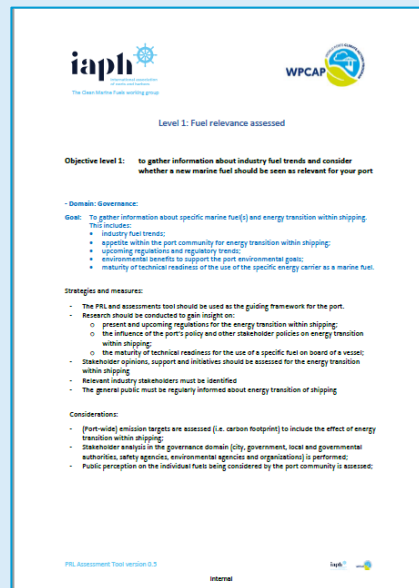 iaph
international association
of ports and harbors
The Clean Marine Fuels working group
WPCAP
Level 1: Fuel relevance assessed
Objective level 1: to gather information about industry fuel trends and consider
whether a new marine fuel should be seen as relevant for your port
- Domain: Governance:
Goal: To gather information about specific marine fuel(s) and energy transition within shipping.
This includes:
• industry fuel trends;
• appetite within the port community for energy transition within shipping;
• upcoming regulations and regulatory trends;
• environmental benefits to support the port environmental goals;
• maturity of technical readiness of the use of the specific energy carrier as a marine fuel.
Strategies and measures:
- The PRL and assessments tool should be used as the guiding framework for the port.
- Research should be conducted to gain insight on:
o present and upcoming regulations for the energy transition within shipping;
o the influence of the port's policy and other stakeholder policies on energy transition
within shipping;
o the maturity of technical readiness for the use of a specific fuel on board of a vessel;
- Stakeholder opinions, support and initiatives should be assessed for the energy transition
within shipping
- Relevant industry stakeholders must be identified
- The general public must be regularly informed about energy transition of shipping
Considerations:
- (Port-wide) emission targets are assessed (i.e. carbon footprint) to include the effect of energy
transition within shipping;
- Stakeholder analysis in the governance domain (city, government, local and governmental
authorities, safety agencies, environmental agencies and organizations) is performed;
- Public perception on the individual fuels being considered by the port community is assessed;
PRL Assessment Tool version 0.5
iaph
Internal